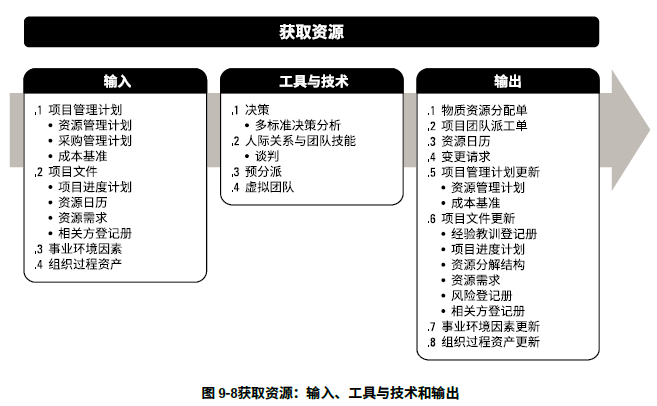 获取资源
输入
.1 项目管理计划
• 资源管理计划
• 采购管理计划
• 成本基准
.2 项目文件
• 项目进度计划
• 资源日历
• 资源需求
• 相关方登记册
.3 事业环境因素
.4 组织过程资产
工具与技术
.1 决策
• 多标准决策分析
.2 人际关系与团队技能
• 谈判
.3 预分派
.4 虚拟团队
输出
.1 物质资源分配单
.2 项目团队派工单
.3 资源日历
.4 变更请求
.5 项目管理计划更新
• 资源管理计划
• 成本基准
.6 项目文件更新
• 经验教训登记册
• 项目进度计划
• 资源分解结构
• 资源需求
• 风险登记册
• 相关方登记册
.7 事业环境因素更新
.8 组织过程资产更新
图 9-8获取资源：输入、工具与技术和输出